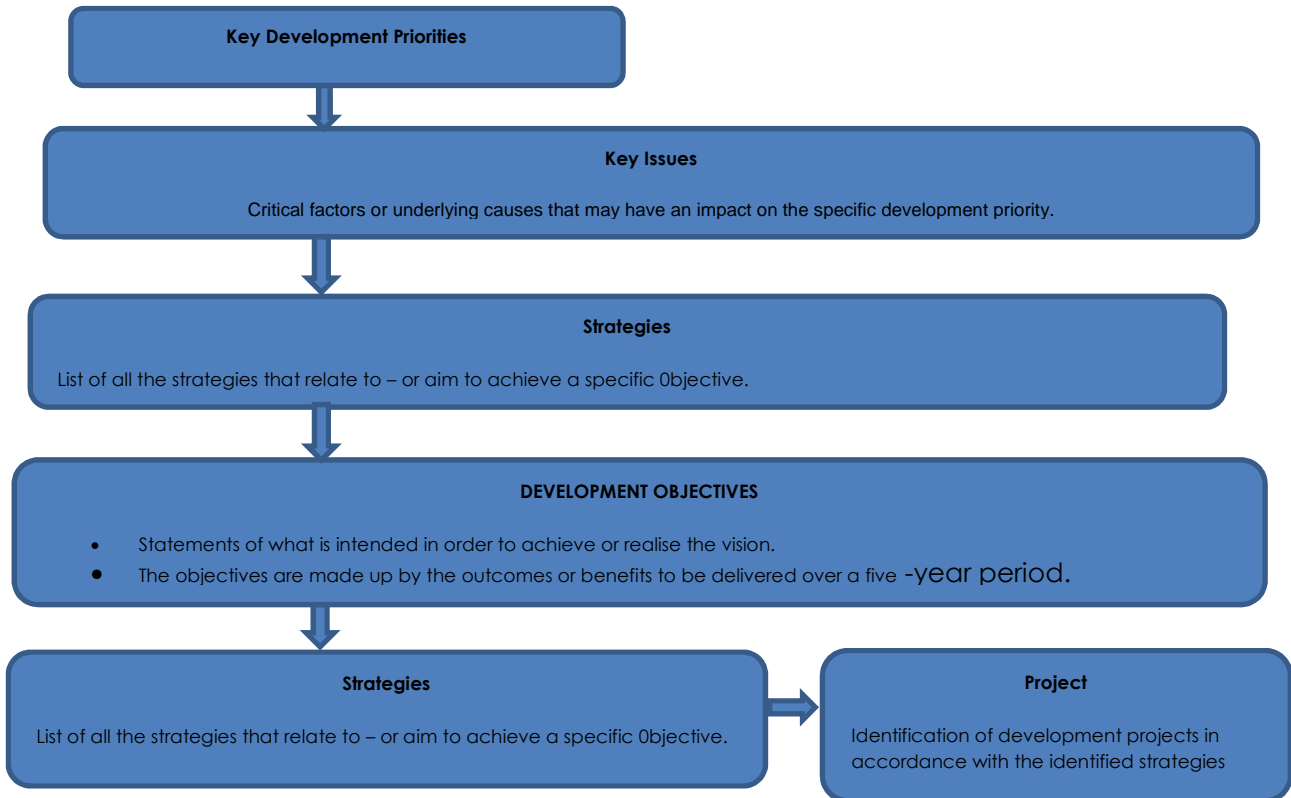 Key Development Priorities
Key Issues
Critical factors or underlying causes that may have an impact on the specific development priority.
Strategies
List of all the strategies that relate to – or aim to achieve a specific 0bjective.
DEVELOPMENT OBJECTIVES
• Statements of what is intended in order to achieve or realise the vision.
• The objectives are made up by the outcomes or benefits to be delivered over a five -year period.
Strategies
List of all the strategies that relate to – or aim to achieve a specific 0bjective.
Project
Identification of development projects in
accordance with the identified strategies